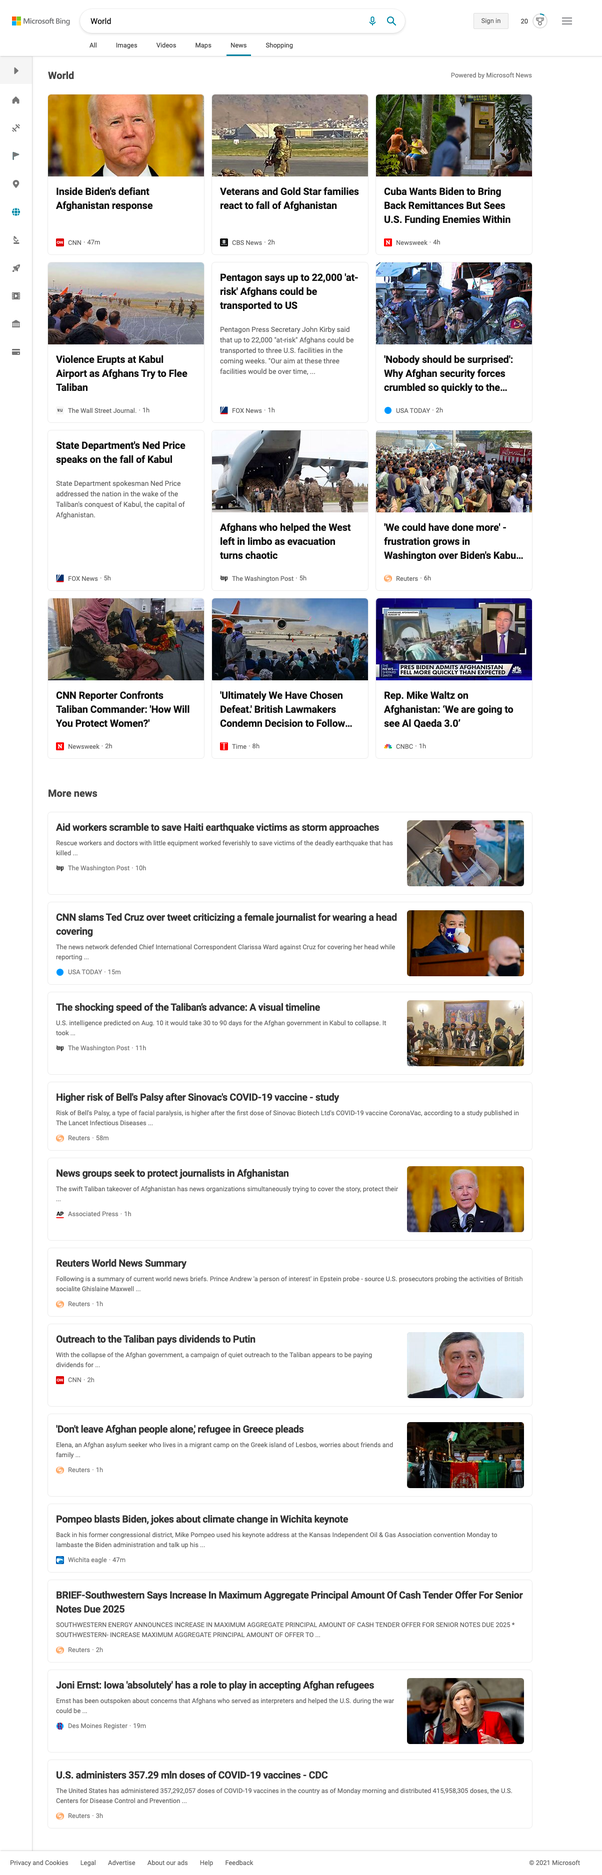 Microsoft Bing
World
Sign in
20
All Images Videos Maps News Shopping
World
Powered by Microsoft News
Inside Biden's defiant
Afghanistan response
CNN · 47m
Veterans and Gold Star families
react to fall of Afghanistan
CBS News · 2h
Cuba Wants Biden to Bring
Back Remittances But Sees
U.S. Funding Enemies Within
Newsweek · 4h
Violence Erupts at Kabul
Airport as Afghans Try to Flee
Taliban
The Wall Street Journal. · 1h
Pentagon says up to 22,000 'at-
risk' Afghans could be
transported to US
Pentagon Press Secretary John Kirby said
that up to 22,000 "at-risk" Afghans could be
transported to three U.S. facilities in the
coming weeks. "Our aim at these three
facilities would be over time, ...
FOX News · 1h
'Nobody should be surprised':
Why Afghan security forces
crumbled so quickly to the...
USA TODAY · 2h
State Department's Ned Price
speaks on the fall of Kabul
State Department spokesman Ned Price
addressed the nation in the wake of the
Taliban's conquest of Kabul, the capital of
Afghanistan.
FOX News · 5h
Afghans who helped the West
left in limbo as evacuation
turns chaotic
wp The Washington Post · 5h
'We could have done more' -
frustration grows in
Washington over Biden's Kabu...
Reuters · 6h
CNN Reporter Confronts
Taliban Commander: 'How Will
You Protect Women?'
N Newsweek · 2h
'Ultimately We Have Chosen
Defeat.' British Lawmakers
Condemn Decision to Follow...
Time · 8h
PRES BIDEN ADMITS AFGHANISTAN
FELL MORE QUICKLY THAN EXPECTED
Rep. Mike Waltz on
Afghanistan: 'We are going to
see Al Qaeda 3.0'
CNBC · 1h
More news
Aid workers scramble to save Haiti earthquake victims as storm approaches
Rescue workers and doctors with little equipment worked feverishly to save victims of the deadly earthquake that has
killed ...
wp The Washington Post · 10h
CNN slams Ted Cruz over tweet criticizing a female journalist for wearing a head
covering
The news network defended Chief International Correspondent Clarissa Ward against Cruz for covering her head while
reporting ...
USA TODAY · 15m
The shocking speed of the Taliban's advance: A visual timeline
U.S. intelligence predicted on Aug. 10 it would take 30 to 90 days for the Afghan government in Kabul to collapse. It
took ...
wp The Washington Post · 11h
Higher risk of Bell's Palsy after Sinovac's COVID-19 vaccine - study
Risk of Bell's Palsy, a type of facial paralysis, is higher after the first dose of Sinovac Biotech Ltd's COVID-19 vaccine CoronaVac, according to a study published in
The Lancet Infectious Diseases ...
Reuters · 58m
News groups seek to protect journalists in Afghanistan
The swift Taliban takeover of Afghanistan has news organizations simultaneously trying to cover the story, protect their
...
AP Associated Press · 1h
Reuters World News Summary
Following is a summary of current world news briefs. Prince Andrew 'a person of interest' in Epstein probe - source U.S. prosecutors probing the activities of British
socialite Ghislaine Maxwell ...
Reuters · 1h
Outreach to the Taliban pays dividends to Putin
With the collapse of the Afghan government, a campaign of quiet outreach to the Taliban appears to be paying
dividends for ...
CNN · 2h
'Don't leave Afghan people alone,' refugee in Greece pleads
Elena, an Afghan asylum seeker who lives in a migrant camp on the Greek island of Lesbos, worries about friends and
family ...
Reuters · 1h
Pompeo blasts Biden, jokes about climate change in Wichita keynote
Back in his former congressional district, Mike Pompeo used his keynote address at the Kansas Independent Oil & Gas Association convention Monday to
lambaste the Biden administration and talk up his ...
Wichita eagle · 47m
BRIEF-Southwestern Says Increase In Maximum Aggregate Principal Amount Of Cash Tender Offer For Senior
Notes Due 2025
SOUTHWESTERN ENERGY ANNOUNCES INCREASE IN MAXIMUM AGGREGATE PRINCIPAL AMOUNT OF CASH TENDER OFFER FOR SENIOR NOTES DUE 2025 *
SOUTHWESTERN- INCREASE MAXIMUM AGGREGATE PRINCIPAL AMOUNT OF OFFER TO ...
Reuters · 2h
Joni Ernst: Iowa 'absolutely' has a role to play in accepting Afghan refugees
Ernst has been outspoken about concerns that Afghans who served as interpreters and helped the U.S. during the war
could be ...
Des Moines Register · 19m
U.S. administers 357.29 mln doses of COVID-19 vaccines - CDC
The United States has administered 357,292,057 doses of COVID-19 vaccines in the country as of Monday morning and distributed 415,958,305 doses, the U.S.
Centers for Disease Control and Prevention ...
Reuters · 3h
Privacy and Cookies Legal Advertise About our ads Help Feedback © 2021 Microsoft